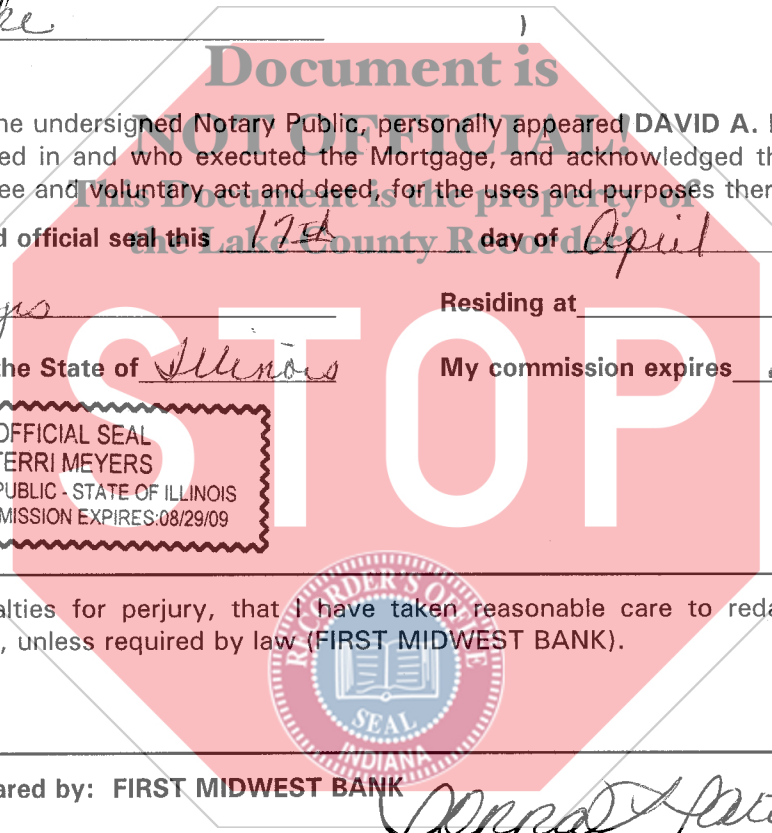 ke )
Document is
NOT OFFICIAL!
he undersigned Notary Public, personally appeared DAVID A.
ed in and who executed the Mortgage, and acknowledged th
ee and voluntary act and deed, for the uses and purposes ther
This Document is the property of
the Lake County Recorder!
d official seal this 17th day of April
Residing at
the State of Illinois My commission expires
STOP
OFFICIAL SEAL
TERRI MEYERS
PUBLIC - STATE OF ILLINOIS
MISSION EXPIRES:08/29/09
alties for perjury, that I have taken reasonable care to reda
, unless required by law (FIRST MIDWEST BANK).
RECORDER'S OFFICE
SEAL
INDIANA
ared by: FIRST MIDWEST BANK